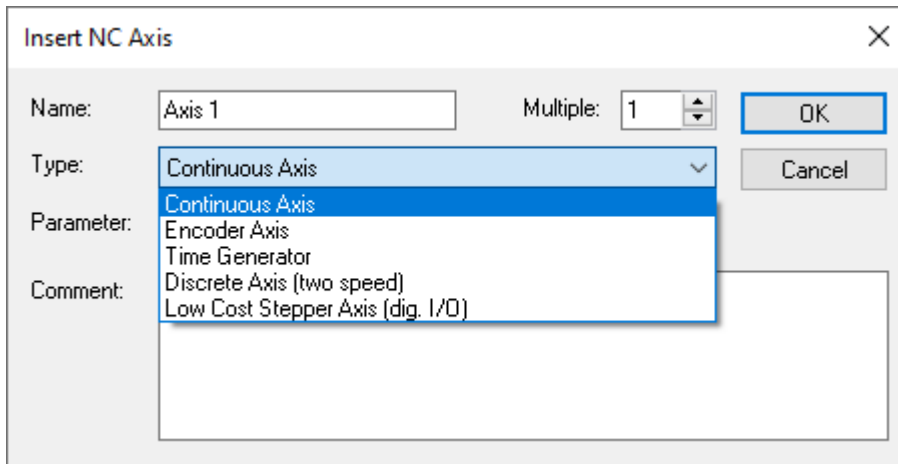 Insert NC Axis
Name: Axis 1 Multiple: 1 OK
Type: Continuous Axis Cancel
Continuous Axis
Parameter:
Encoder Axis
Time Generator
Comment:
Discrete Axis (two speed)
Low Cost Stepper Axis (dig. I/O)